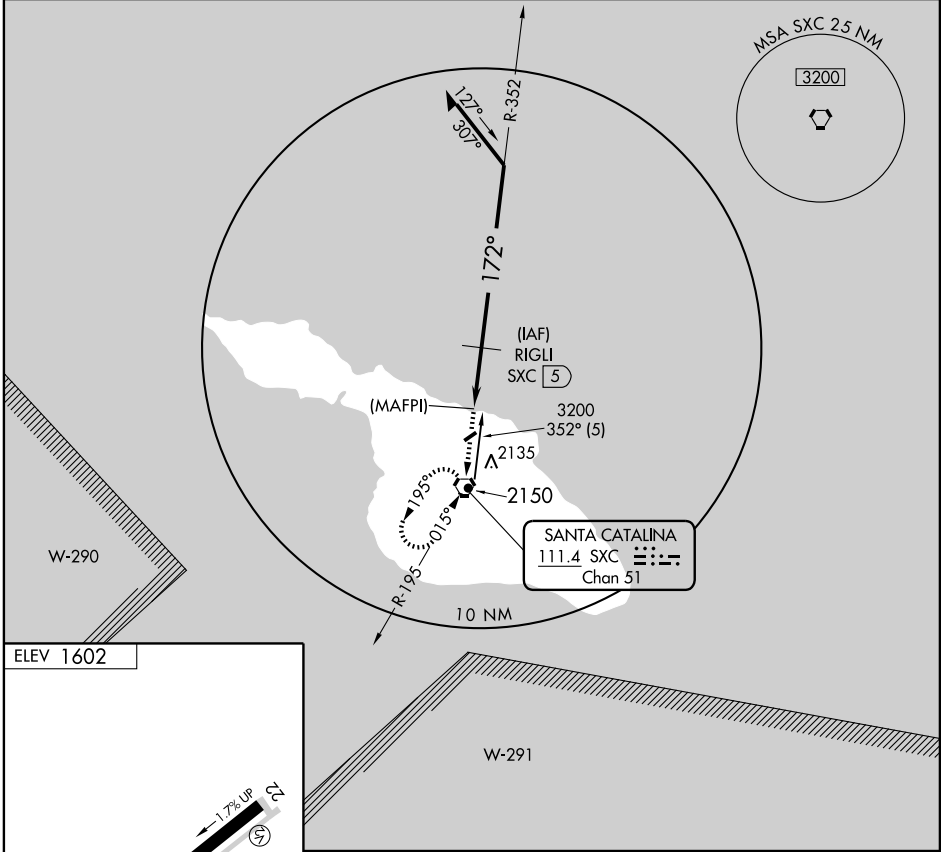 MSA SXC 25 NM
3200
R-352
127°
307°
172°
(IAF)
RIGLI
SXC 5
(MAFPI)
3200
352° (5)
2135
2150
195°
015°
R-195
SANTA CATALINA
111.4 SXC
Chan 51
10 NM
W-290
W-291
ELEV 1602
1.7% UP
22